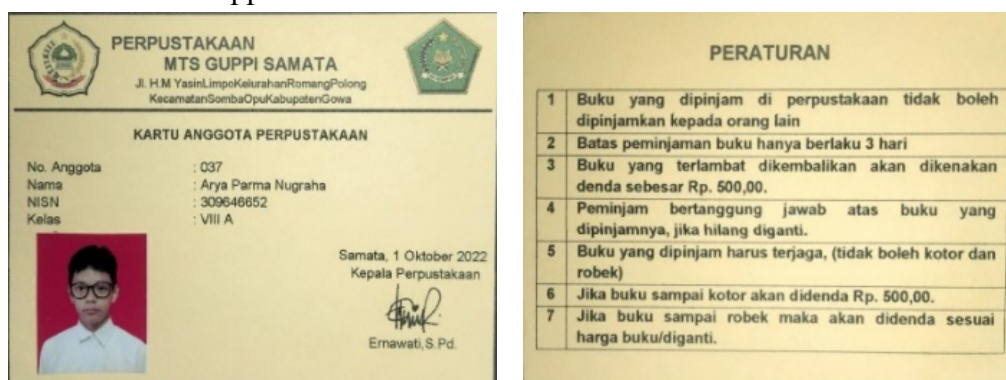 PERPUSTAKAAN
MTS GUPPI SAMATA
Jl. H.M YasinLimpoKelurahanRomangPolong
KecamatanSombaOpuKabupatenGowa
KARTU ANGGOTA PERPUSTAKAAN
No. Anggota : 037
Nama : Arya Parma Nugraha
NISN : 309646652
Kelas : VIII A
Samata, 1 Oktober 2022
Kepala Perpustakaan
Ernawati, S.Pd.
PERATURAN
1 Buku yang dipinjam di perpustakaan tidak boleh
dipinjamkan kepada orang lain
2 Batas peminjaman buku hanya berlaku 3 hari
3 Buku yang terlambat dikembalikan akan dikenakan
denda sebesar Rp. 500,00.
4 Peminjam bertanggung jawab atas buku yang
dipinjamnya, jika hilang diganti.
5 Buku yang dipinjam harus terjaga, (tidak boleh kotor dan
robek)
6 Jika buku sampai kotor akan didenda Rp. 500,00.
7 Jika buku sampai robek maka akan didenda sesuai
harga buku/diganti.